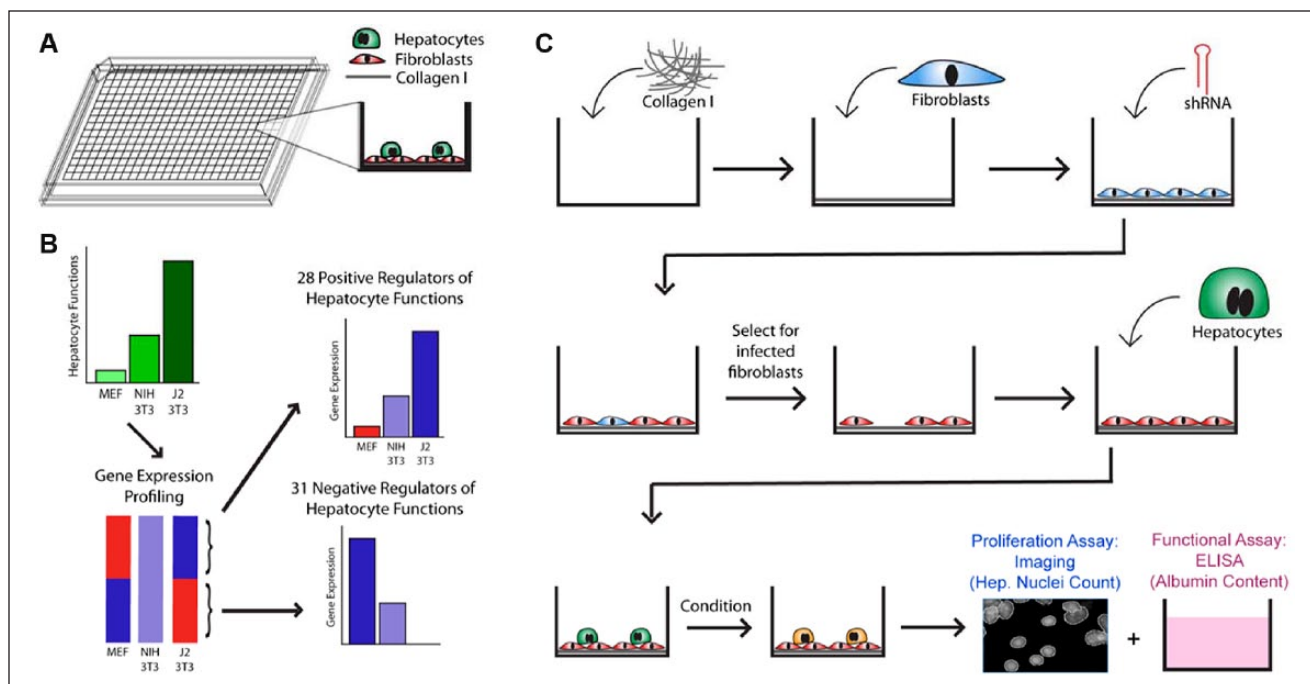 A
Hepatocytes
Fibroblasts
Collagen I
B
Hepatocyte Functions
MEF
NIH
3T3
J2
3T3
Gene Expression
Profiling
MEF
NIH
3T3
J2
3T3
28 Positive Regulators of
Hepatocyte Functions
Gene Expression
MEF
NIH
3T3
J2
3T3
31 Negative Regulators of
Hepatocyte Functions
Gene Expression
C
Collagen I
Fibroblasts
shRNA
Select for
infected
fibroblasts
Hepatocytes
Condition
Proliferation Assay:
Imaging
(Hep. Nuclei Count)
+
Functional Assay:
ELISA
(Albumin Content)